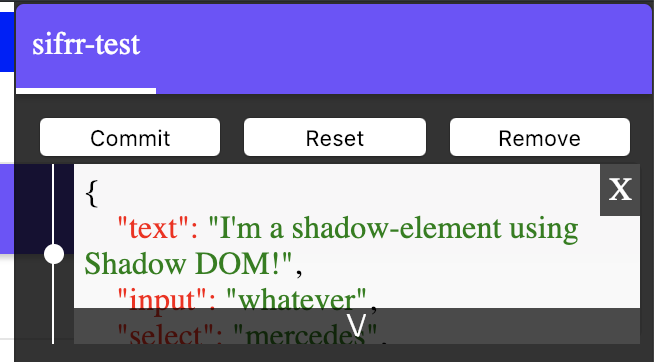 sifrr-test
Commit Reset Remove
{ X
"text": "I'm a shadow-element using
Shadow DOM!",
"input": "whatever",
"select": "mercedes",
V